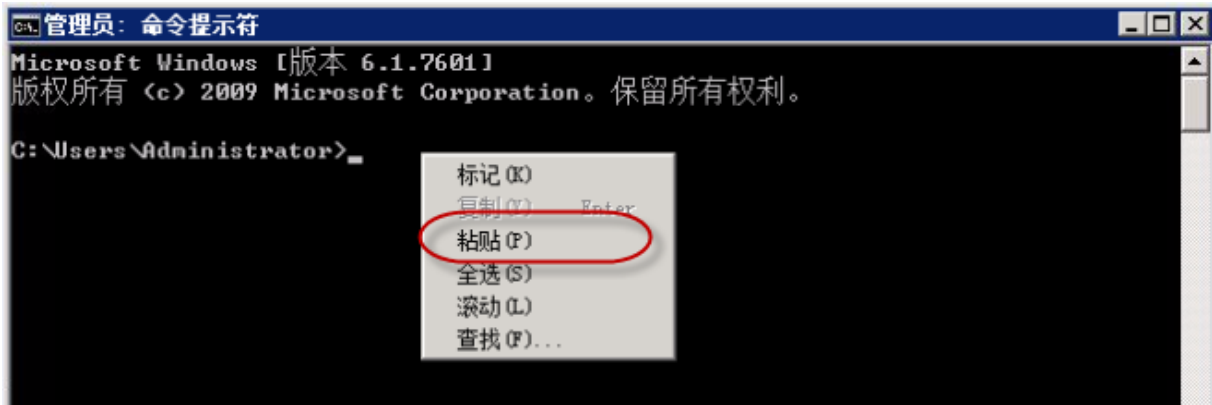 管理员: 命令提示符
Microsoft Windows [版本 6.1.7601]
版权所有 (c) 2009 Microsoft Corporation。保留所有权利。
C:\Users\Administrator>_
标记(K)
复制(Y) Enter
粘贴(P)
全选(S)
滚动(L)
查找(F)...